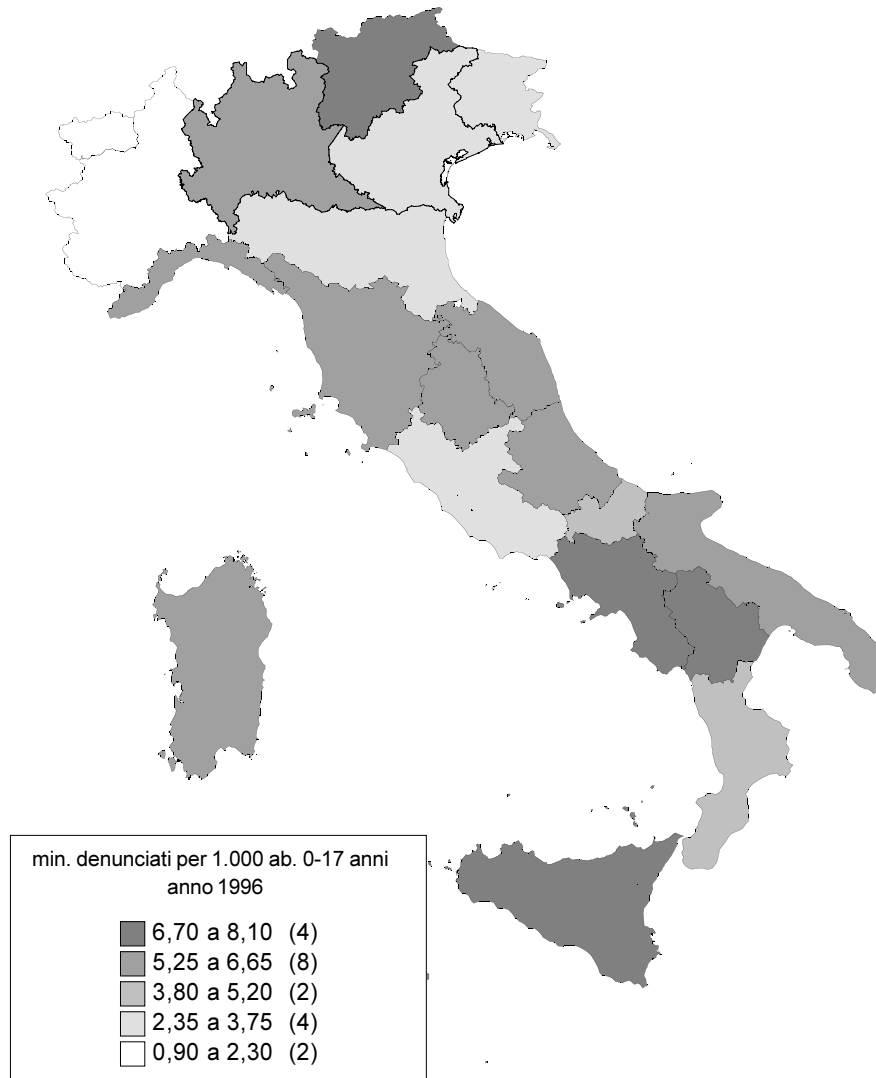 min. denunciati per 1.000 ab. 0-17 anni
anno 1996
6,70 a 8,10 (4)
5,25 a 6,65 (8)
3,80 a 5,20 (2)
2,35 a 3,75 (4)
0,90 a 2,30 (2)